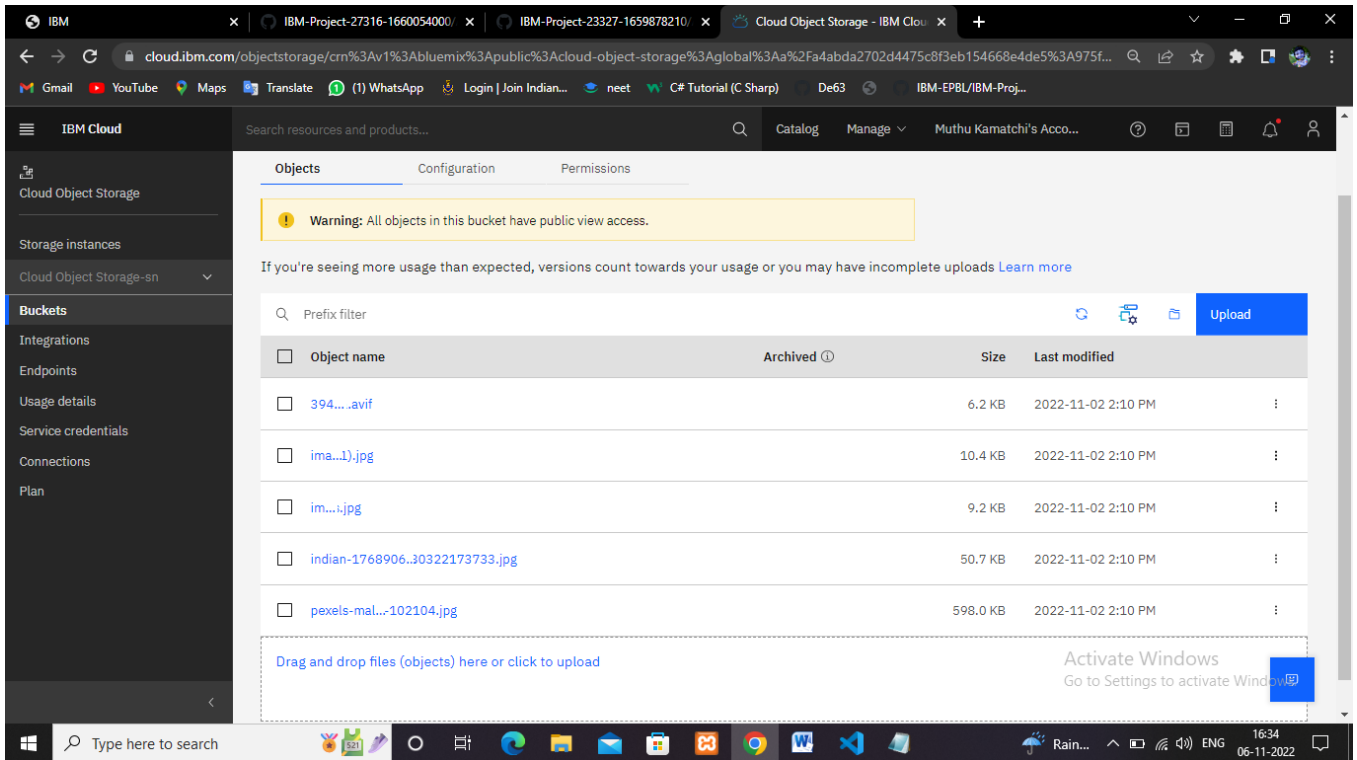 IBM
IBM-Project-27316-1660054000/
IBM-Project-23327-1659878210/
Cloud Object Storage - IBM Clou
cloud.ibm.com/objectstorage/crn%3Av1%3Abluemix%3Apublic%3Acloud-object-storage%3Aglobal%3Aa%2Fa4abda2702d4475c8f3eb154668e4de5%3A975f...
Gmail YouTube Maps Translate (1) WhatsApp Login | Join Indian... neet C# Tutorial (C Sharp) De63 IBM-EPBL/IBM-Proj...
IBM Cloud Search resources and products... Catalog Manage Muthu Kamatchi's Acco...
Cloud Object Storage
Storage instances
Cloud Object Storage-sn
Buckets
Integrations
Endpoints
Usage details
Service credentials
Connections
Plan
Objects Configuration Permissions
Warning: All objects in this bucket have public view access.
If you're seeing more usage than expected, versions count towards your usage or you may have incomplete uploads Learn more
Prefix filter Upload
Object name Archived Size Last modified
394... .avif 6.2 KB 2022-11-02 2:10 PM
ima...1).jpg 10.4 KB 2022-11-02 2:10 PM
im... .jpg 9.2 KB 2022-11-02 2:10 PM
indian-1768906..30322173733.jpg 50.7 KB 2022-11-02 2:10 PM
pexels-mal...-102104.jpg 598.0 KB 2022-11-02 2:10 PM
Drag and drop files (objects) here or click to upload
Activate Windows
Go to Settings to activate Windows
Type here to search 521 Rain... ENG 16:34
06-11-2022